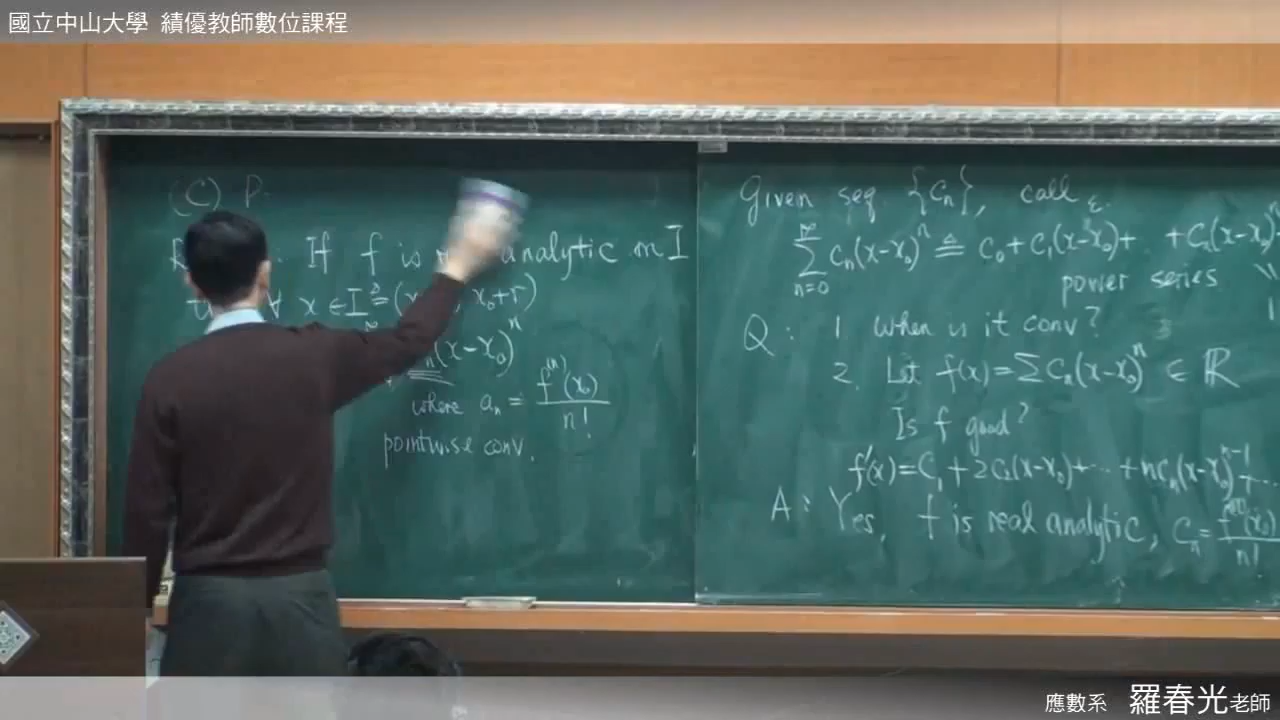 國立中山大學 績優教師數位課程
(C) P
If f is analytic on I
∀ x ∈ I ≜ (x , x₀+r)
(x−x₀)ⁿ
where aₙ = f⁽ⁿ⁾(x₀) / n!
pointwise conv.
Given seq. {Cₙ}, call
∞
∑ Cₙ(x−x₀)ⁿ ≜ C₀+C₁(x−x₀)+ +Cₙ(x−x₀)ⁿ
n=0
power series
Q: 1. when is it conv?
2. Let f(x)=∑Cₙ(x−x₀)ⁿ ∈ ℝ
Is f good?
f'(x)=C₁+2C₂(x−x₀)+⋯+nCₙ(x−x₀)ⁿ⁻¹+⋯
A: Yes, f is real analytic, Cₙ=f⁽ⁿ⁾(x₀) / n!
應數系 羅春光老師